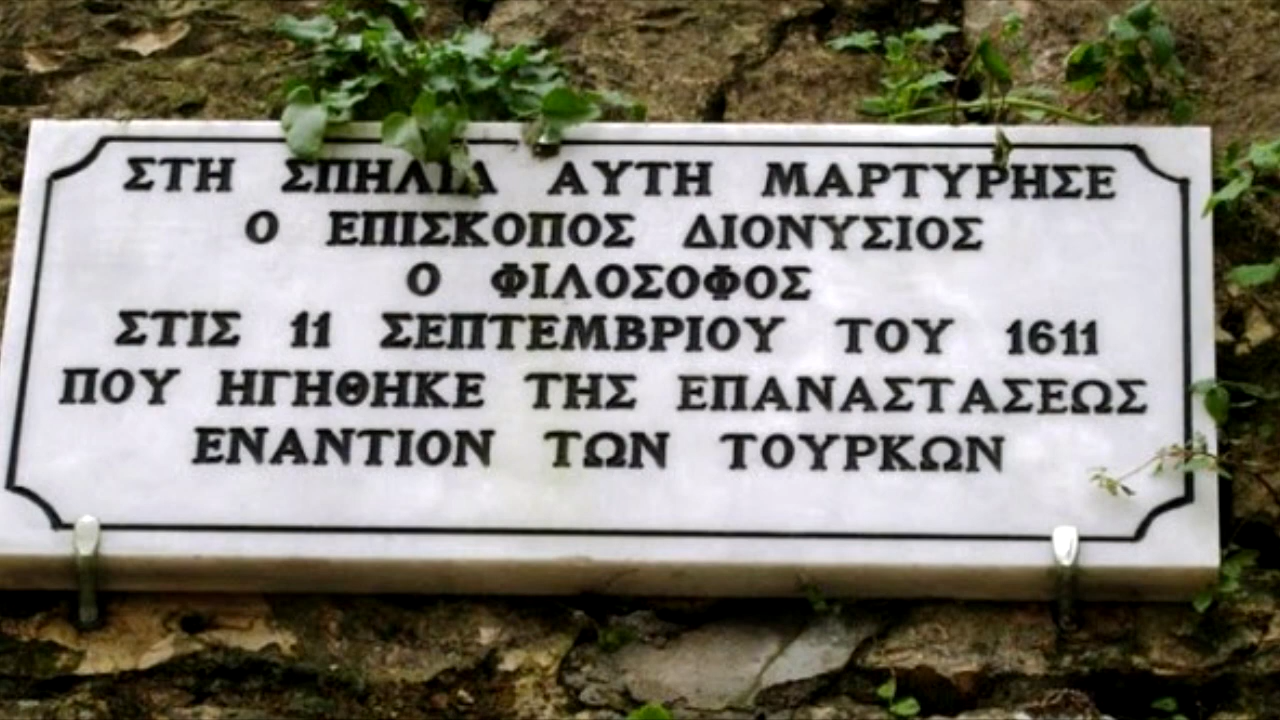 ΣΤΗ ΣΠΗΛΙΑ ΑΥΤΗ ΜΑΡΤΥΡΗΣΕ
Ο ΕΠΙΣΚΟΠΟΣ ΔΙΟΝΥΣΙΟΣ
Ο ΦΙΛΟΣΟΦΟΣ
ΣΤΙΣ 11 ΣΕΠΤΕΜΒΡΙΟΥ ΤΟΥ 1611
ΠΟΥ ΗΓΗΘΗΚΕ ΤΗΣ ΕΠΑΝΑΣΤΑΣΕΩΣ
ΕΝΑΝΤΙΟΝ ΤΩΝ ΤΟΥΡΚΩΝ